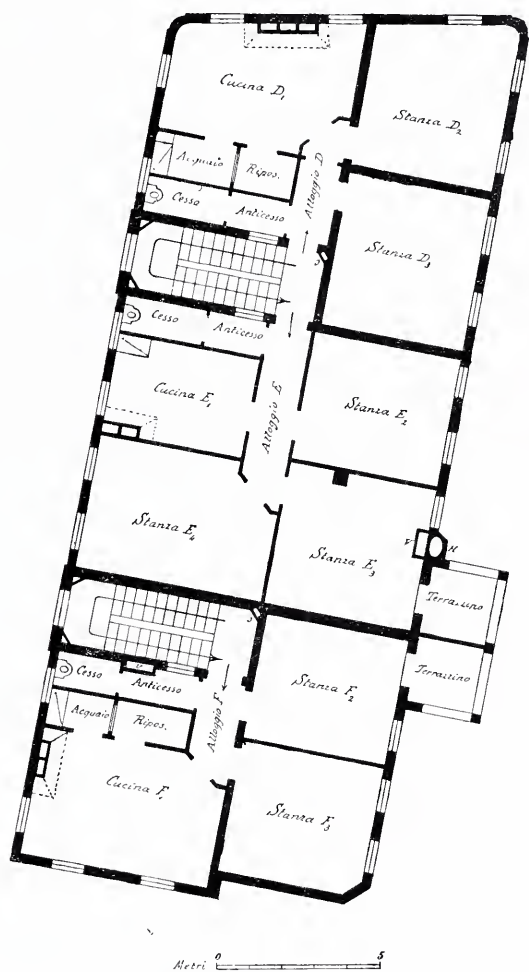 Cucina D₁
Stanza D₂
Acquaio
Ripos.
Alloggio D
Cesso
Anticesso
Stanza D₃
S
Cesso
Anticesso
Cucina E₁
Alloggio E
Stanza E₂
Stanza E₄
Stanza E₃
V
H
Terrazzino
S
Cesso
Anticesso
Terrazzino
Stanza F₂
Acquaio
Ripos.
Alloggio F
Cucina F₁
Stanza F₃
Metri 0 5